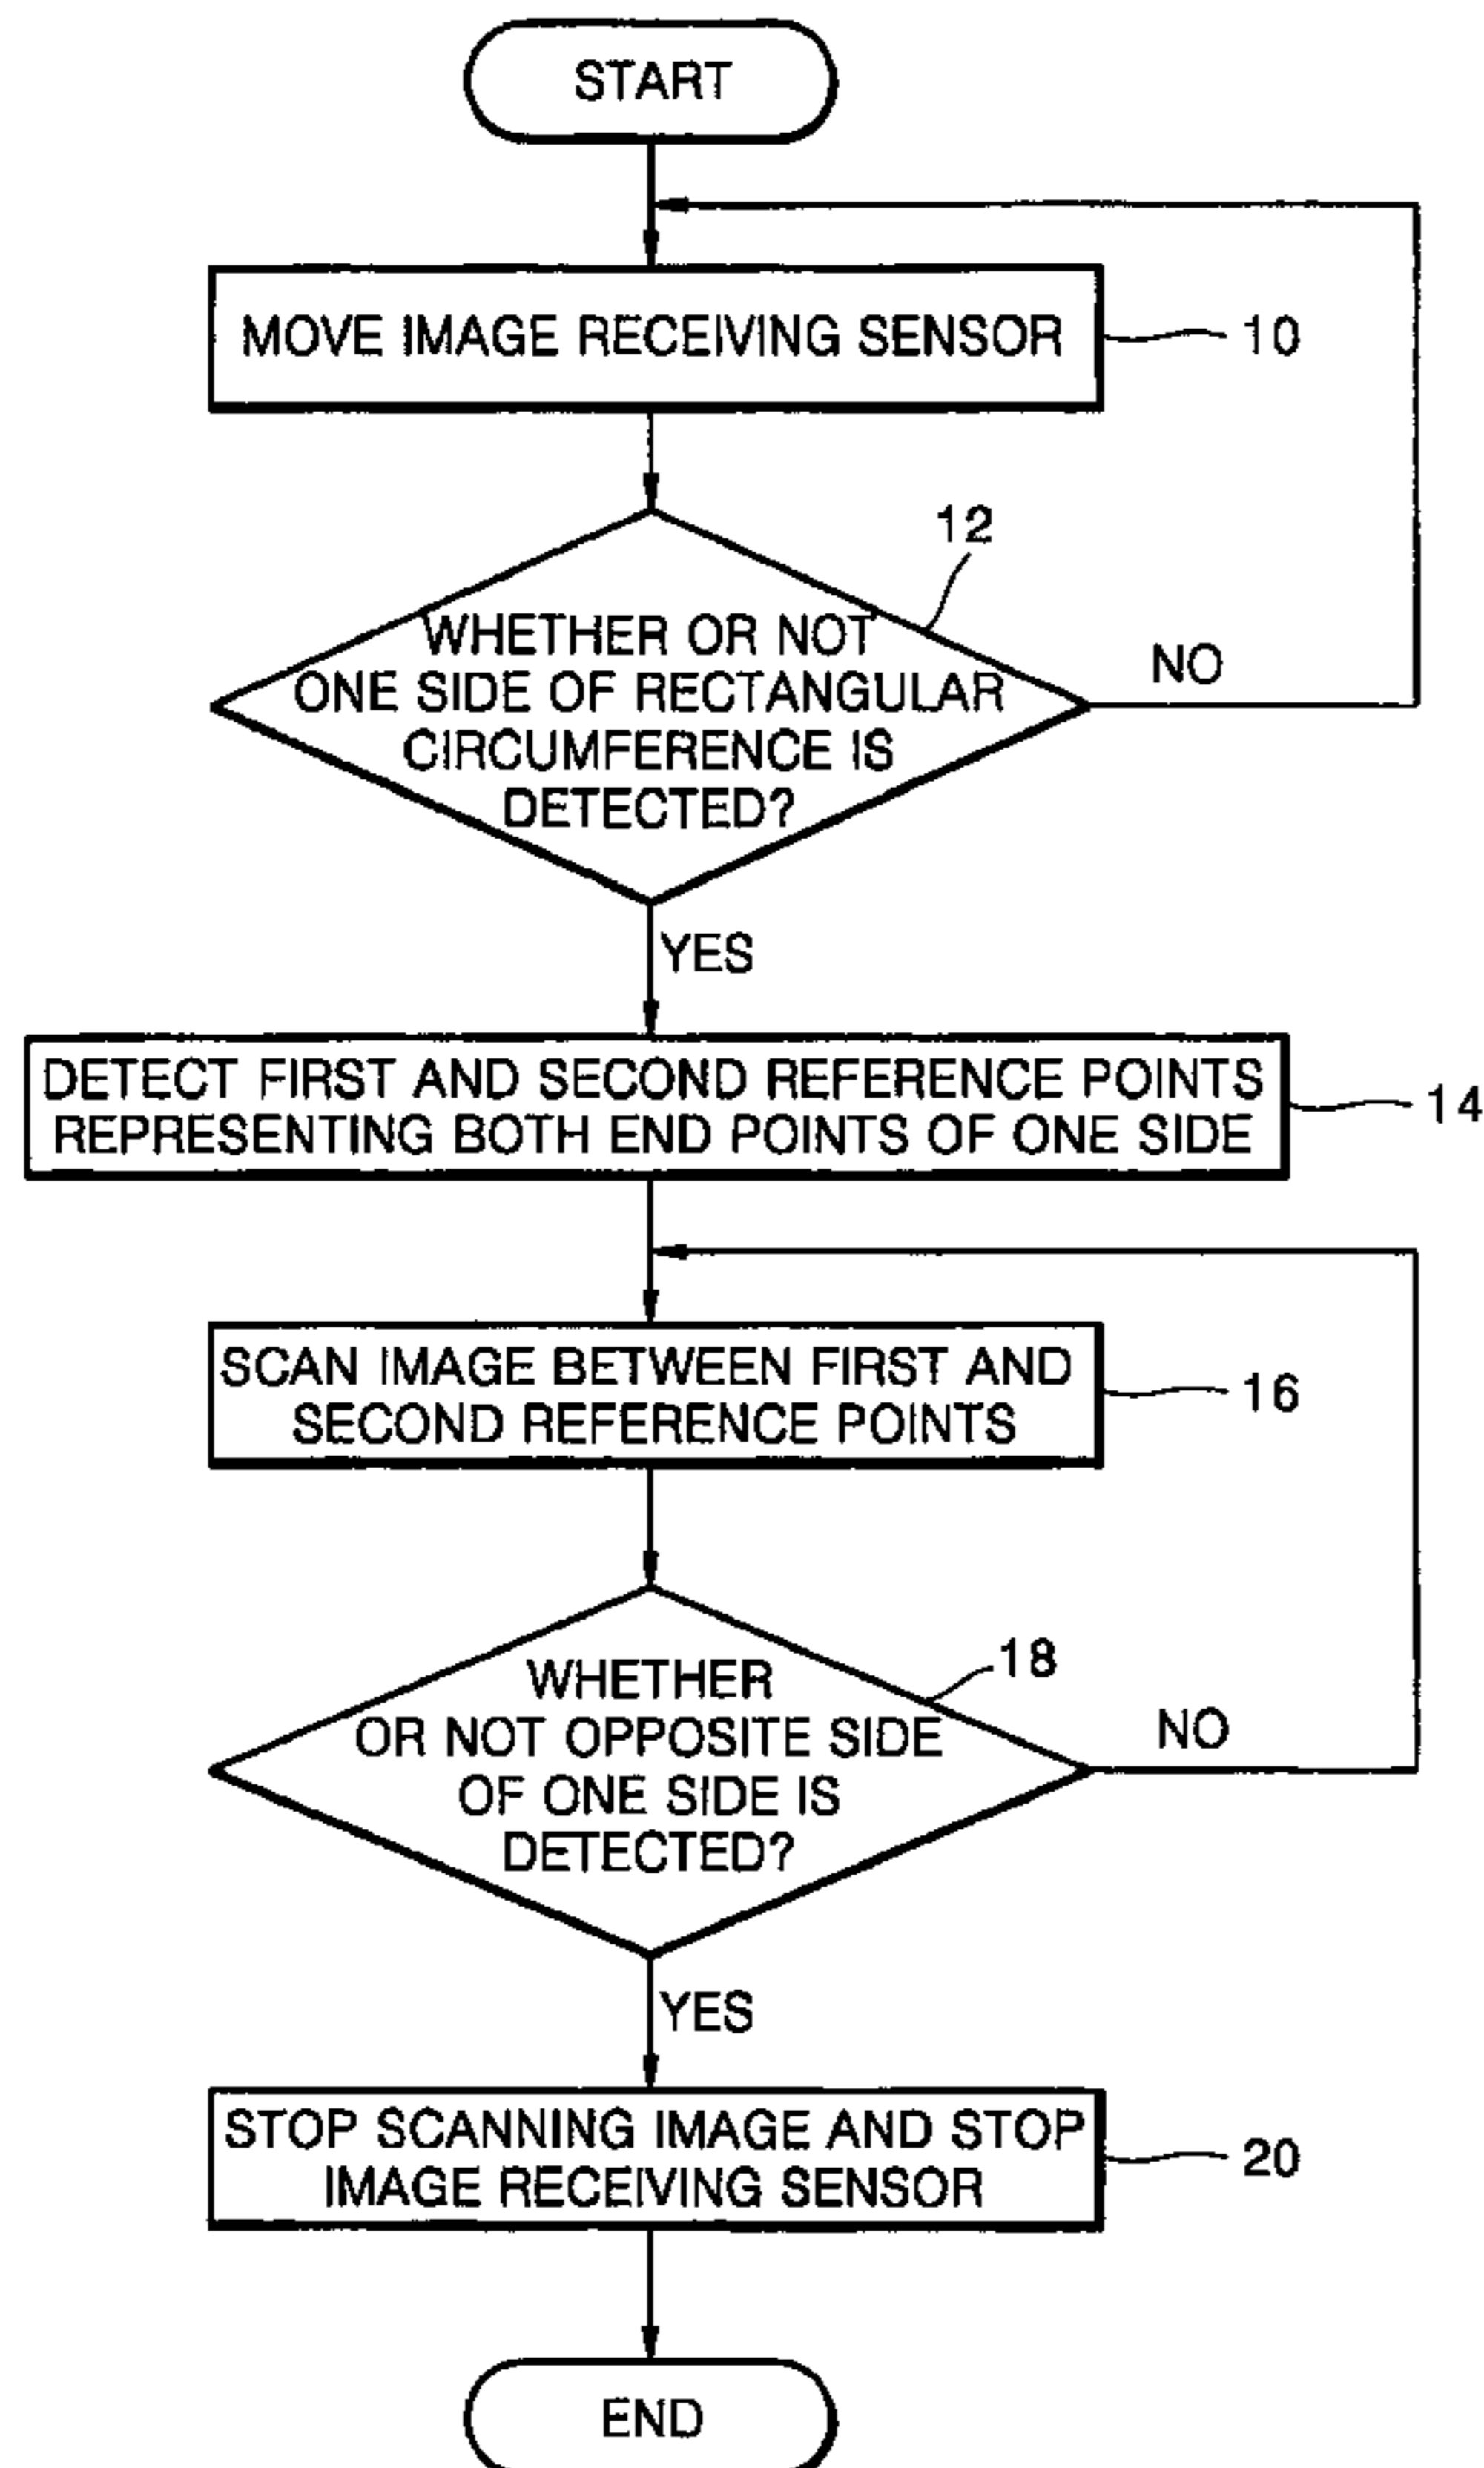 START
MOVE IMAGE RECEIVING SENSOR
10
12
WHETHER OR NOT
ONE SIDE OF RECTANGULAR
CIRCUMFERENCE IS
DETECTED?
NO
YES
DETECT FIRST AND SECOND REFERENCE POINTS
REPRESENTING BOTH END POINTS OF ONE SIDE
14
SCAN IMAGE BETWEEN FIRST AND
SECOND REFERENCE POINTS
16
18
WHETHER
OR NOT OPPOSITE SIDE
OF ONE SIDE IS
DETECTED?
NO
YES
STOP SCANNING IMAGE AND STOP
IMAGE RECEIVING SENSOR
20
END